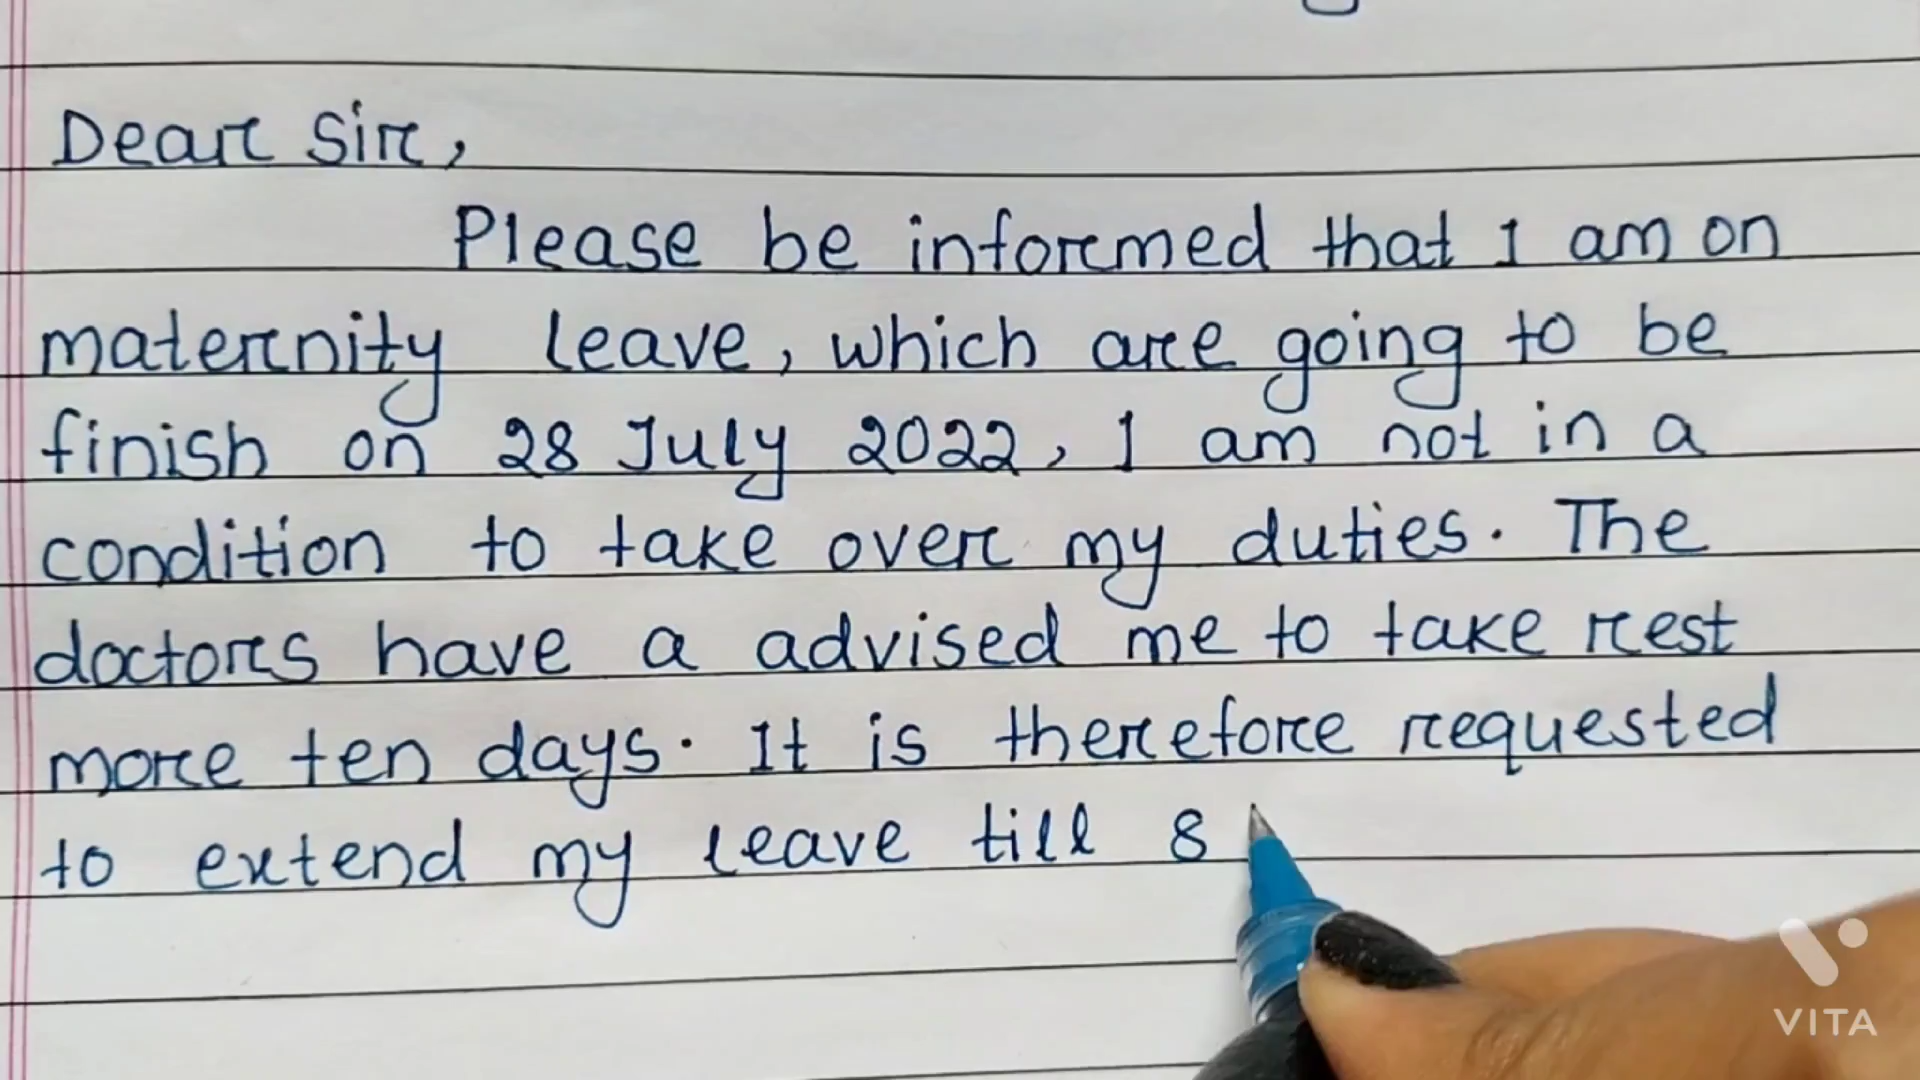 Dear Sir,
Please be informed that I am on
maternity leave, which are going to be
finish on 28 July 2022, I am not in a
condition to take over my duties. The
doctors have a advised me to take rest
more ten days. It is therefore requested
to extend my leave till 8
VITA